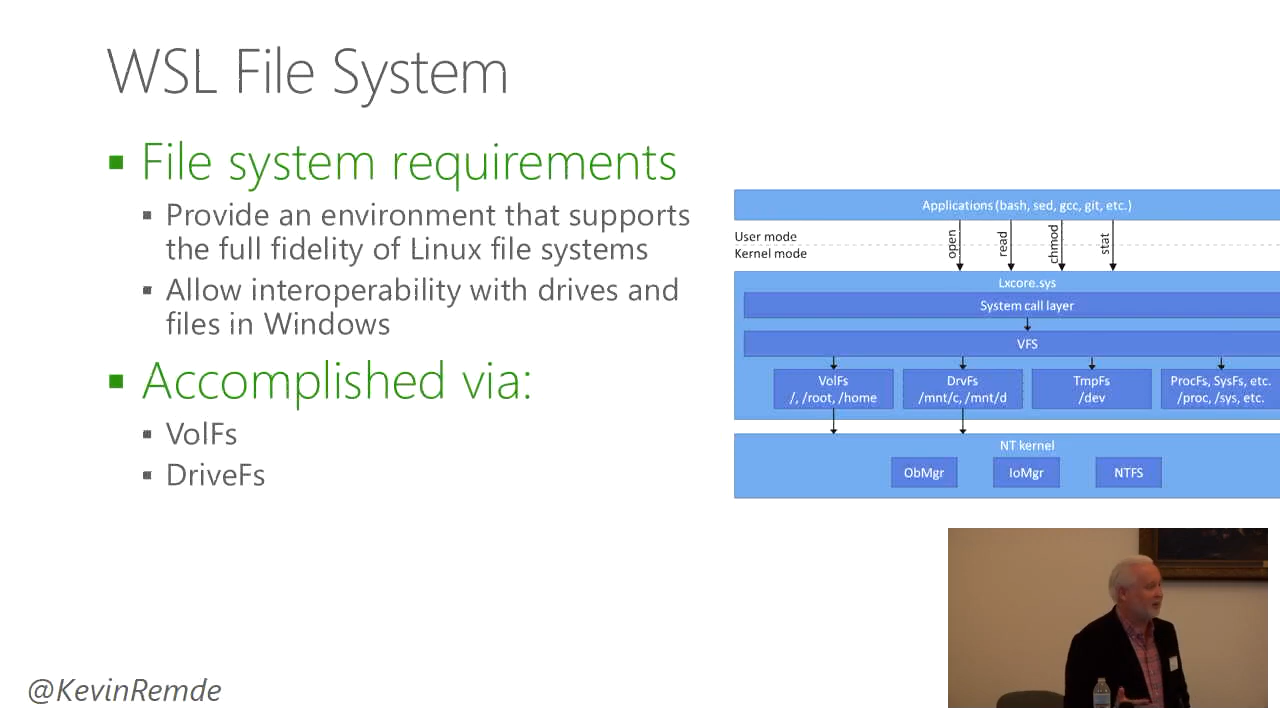 WSL File System
File system requirements
Provide an environment that supports
the full fidelity of Linux file systems
Allow interoperability with drives and
files in Windows
Accomplished via:
VolFs
DriveFs
Applications (bash, sed, gcc, git, etc.)
User mode
Kernel mode
open
read
chmod
stat
Lxcore.sys
System call layer
VFS
VolFs
/, /root, /home
DrvFs
/mnt/c, /mnt/d
TmpFs
/dev
ProcFs, SysFs, etc.
/proc, /sys, etc.
NT kernel
ObMgr
IoMgr
NTFS
@KevinRemde